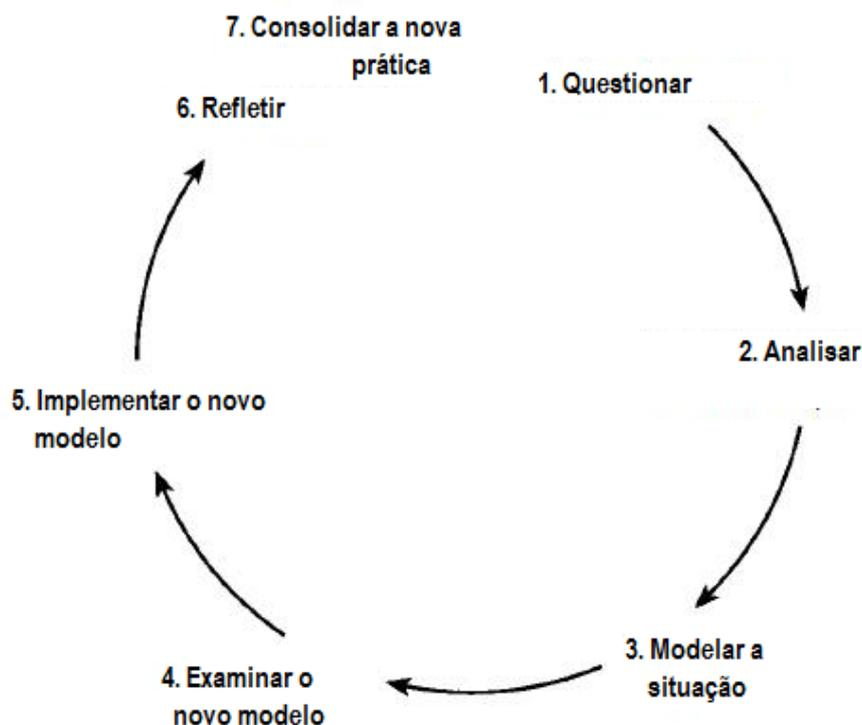 7. Consolidar a nova
prática
1. Questionar
6. Refletir
2. Analisar
5. Implementar o novo
modelo
3. Modelar a
situação
4. Examinar o
novo modelo